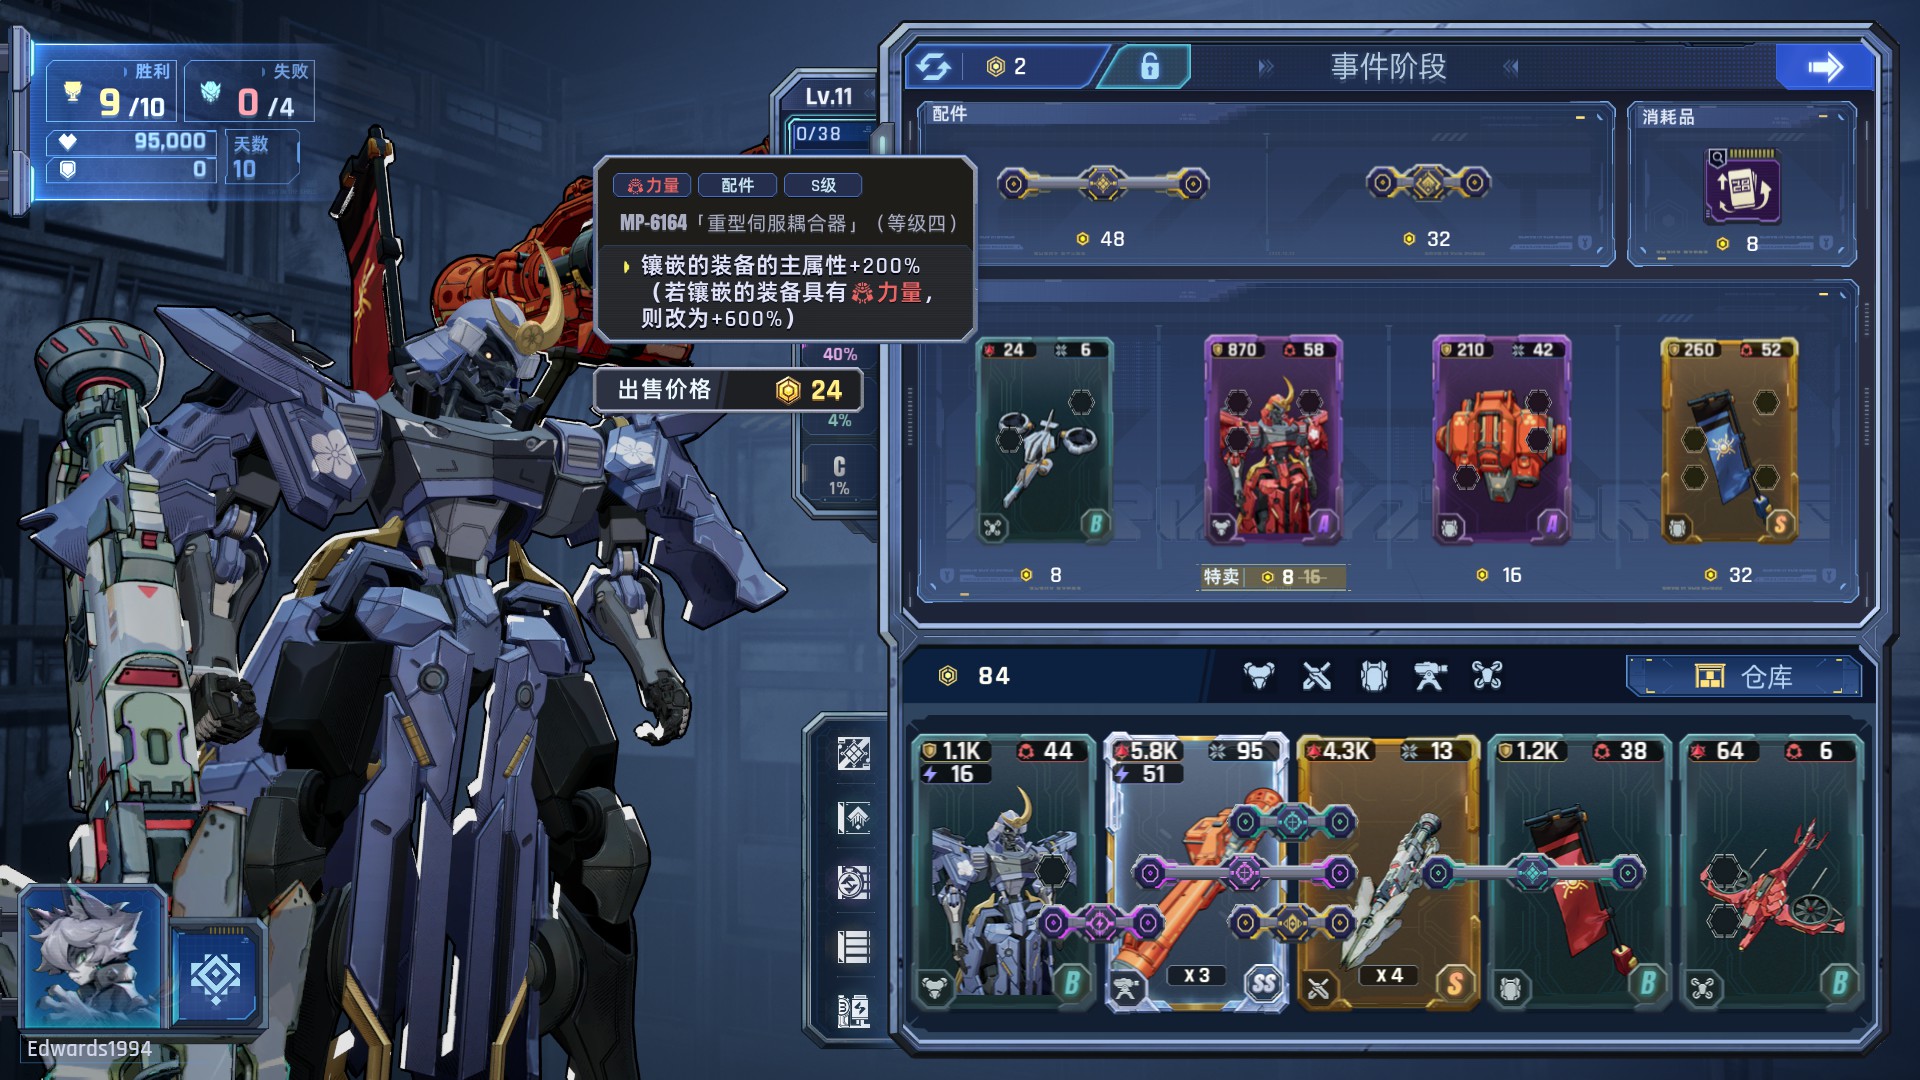 胜利
9 /10
失败
0 /4
95,000
0
天数
10
Lv.11
0/38
力量
配件
S级
MP-6164「重型伺服耦合器」（等级四）
镶嵌的装备的主属性+200%
（若镶嵌的装备具有力量，
则改为+600%）
40%
出售价格 24
4%
C
1%
2
事件阶段
配件
48
32
消耗品
8
24 6
B
8
870 58
A
特卖 8 16
210 42
A
16
260 52
S
32
84
仓库
1.1K 44
16
B
5.8K 95
51
x3
SS
4.3K 13
x4
S
1.2K 38
B
64 6
B
Edwards1994